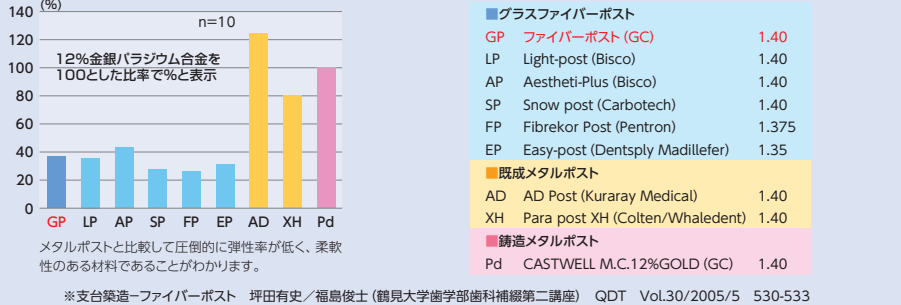 (%)
140
120
100
80
60
40
20
0
n=10
12%金銀パラジウム合金を
100とした比率で%と表示
GP LP AP SP FP EP AD XH Pd
メタルポストと比較して圧倒的に弾性率が低く、柔軟
性のある材料であることがわかります。
■グラスファイバーポスト
GP ファイバーポスト(GC) 1.40
LP Light-post (Bisco) 1.40
AP Aestheti-Plus (Bisco) 1.40
SP Snow post (Carbotech) 1.40
FP Fibrekor Post (Pentron) 1.375
EP Easy-post (Dentsply Madillefer) 1.35
■既成メタルポスト
AD AD Post (Kuraray Medical) 1.40
XH Para post XH (Colten/Whaledent) 1.40
■鋳造メタルポスト
Pd CASTWELL M.C.12%GOLD (GC) 1.40
※支台築造−ファイバーポスト 坪田有史/福島俊士(鶴見大学歯学部歯科補綴第二講座) QDT Vol.30/2005/5 530-533